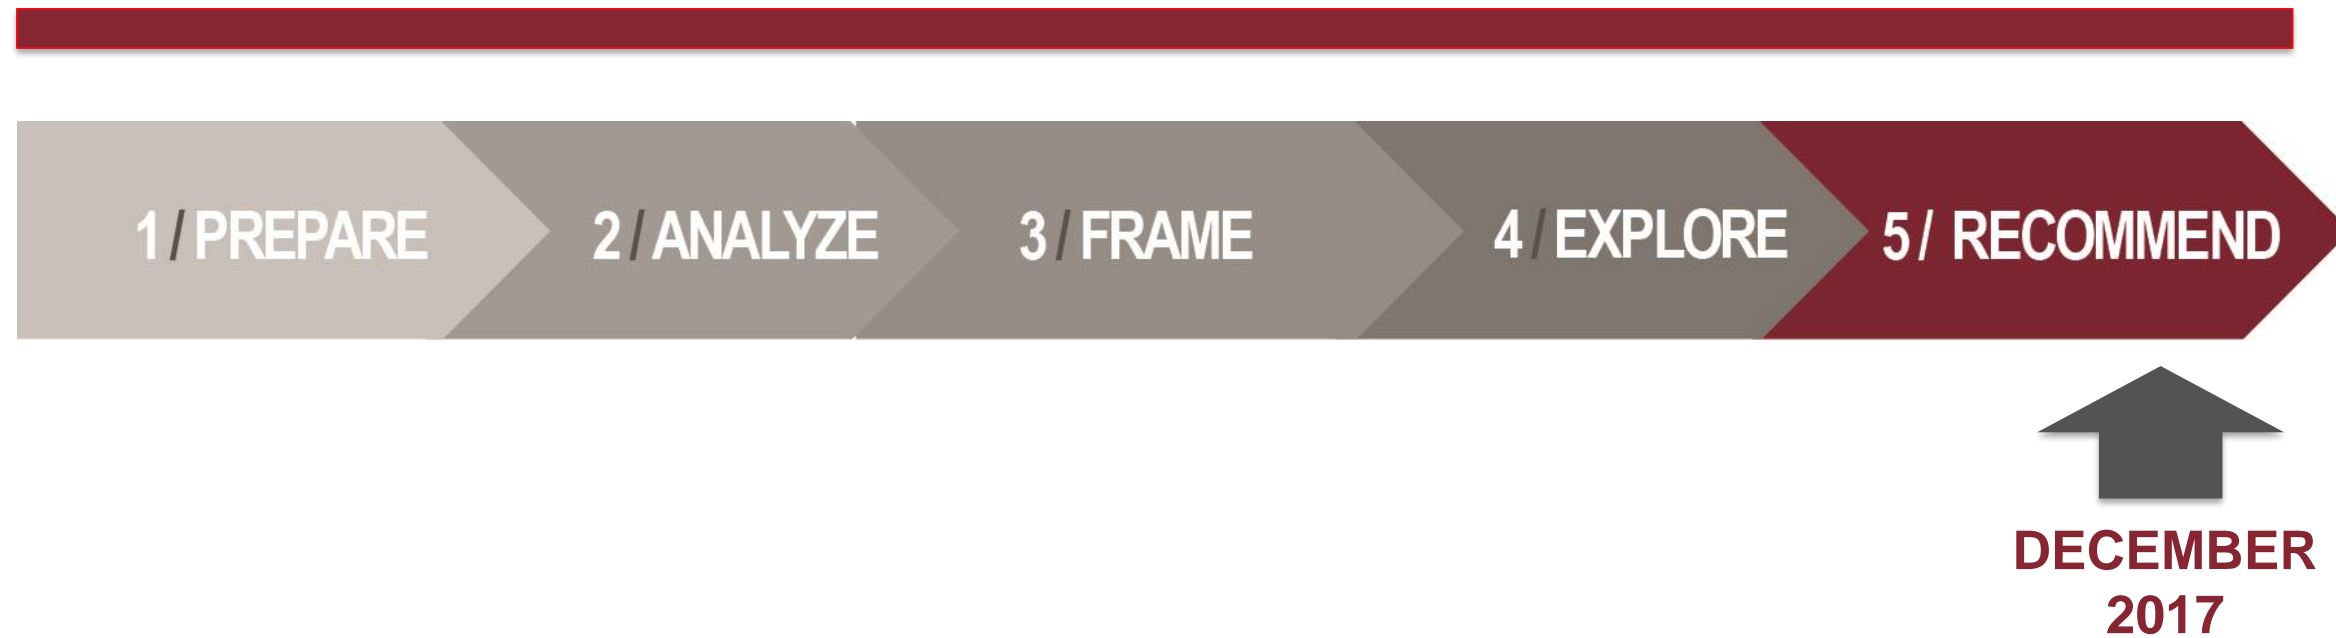 1 / PREPARE
2 / ANALYZE
3 / FRAME
4 / EXPLORE
5 / RECOMMEND
DECEMBER
2017